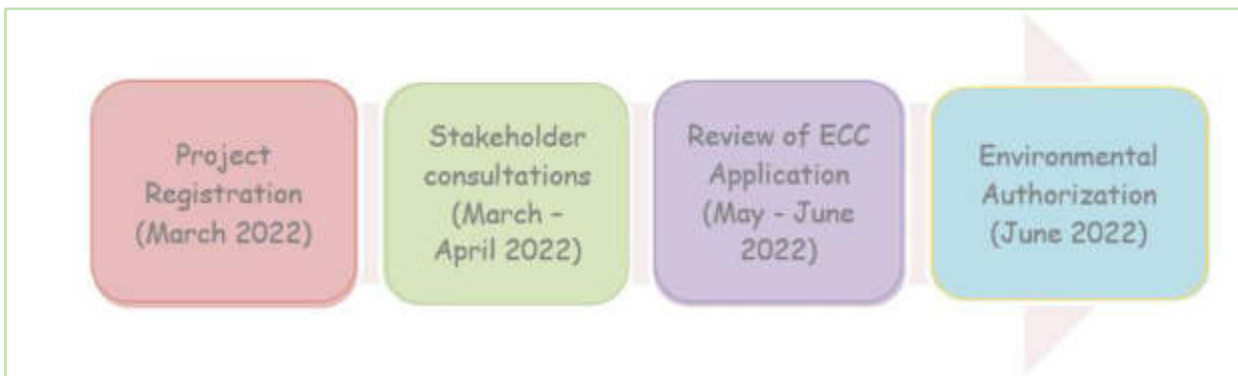 Project
Registration
(March 2022)
Stakeholder
consultations
(March –
April 2022)
Review of ECC
Application
(May - June
2022)
Environmental
Authorization
(June 2022)